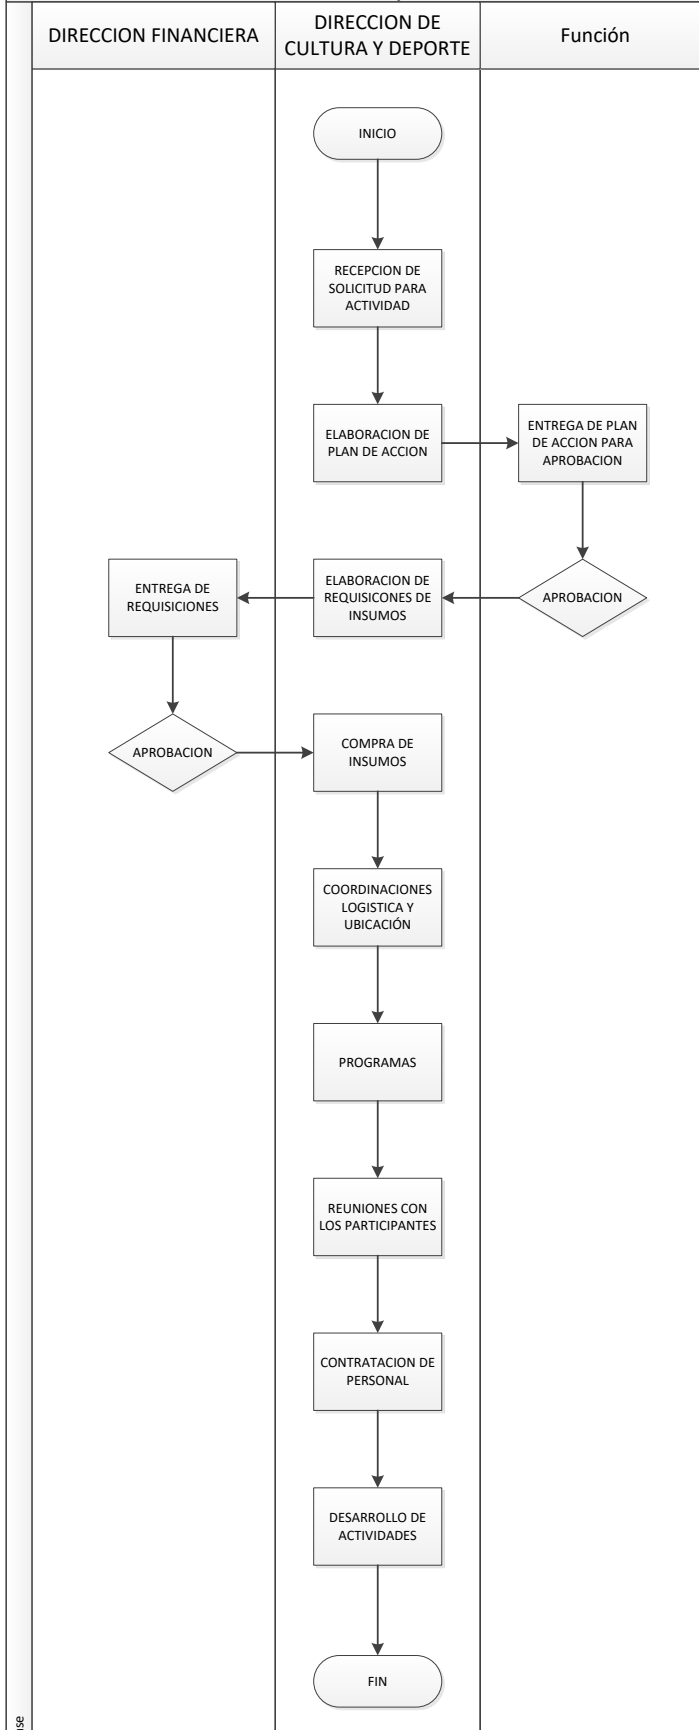 DIRECCION FINANCIERA
DIRECCION DE
CULTURA Y DEPORTE
Función
INICIO
RECEPCION DE
SOLICITUD PARA
ACTIVIDAD
ELABORACION DE
PLAN DE ACCION
ENTREGA DE PLAN
DE ACCION PARA
APROBACION
ENTREGA DE
REQUISICIONES
ELABORACION DE
REQUISICONES DE
INSUMOS
APROBACION
APROBACION
COMPRA DE
INSUMOS
COORDINACIONES
LOGISTICA Y
UBICACIÓN
PROGRAMAS
REUNIONES CON
LOS PARTICIPANTES
CONTRATACION DE
PERSONAL
DESARROLLO DE
ACTIVIDADES
FIN